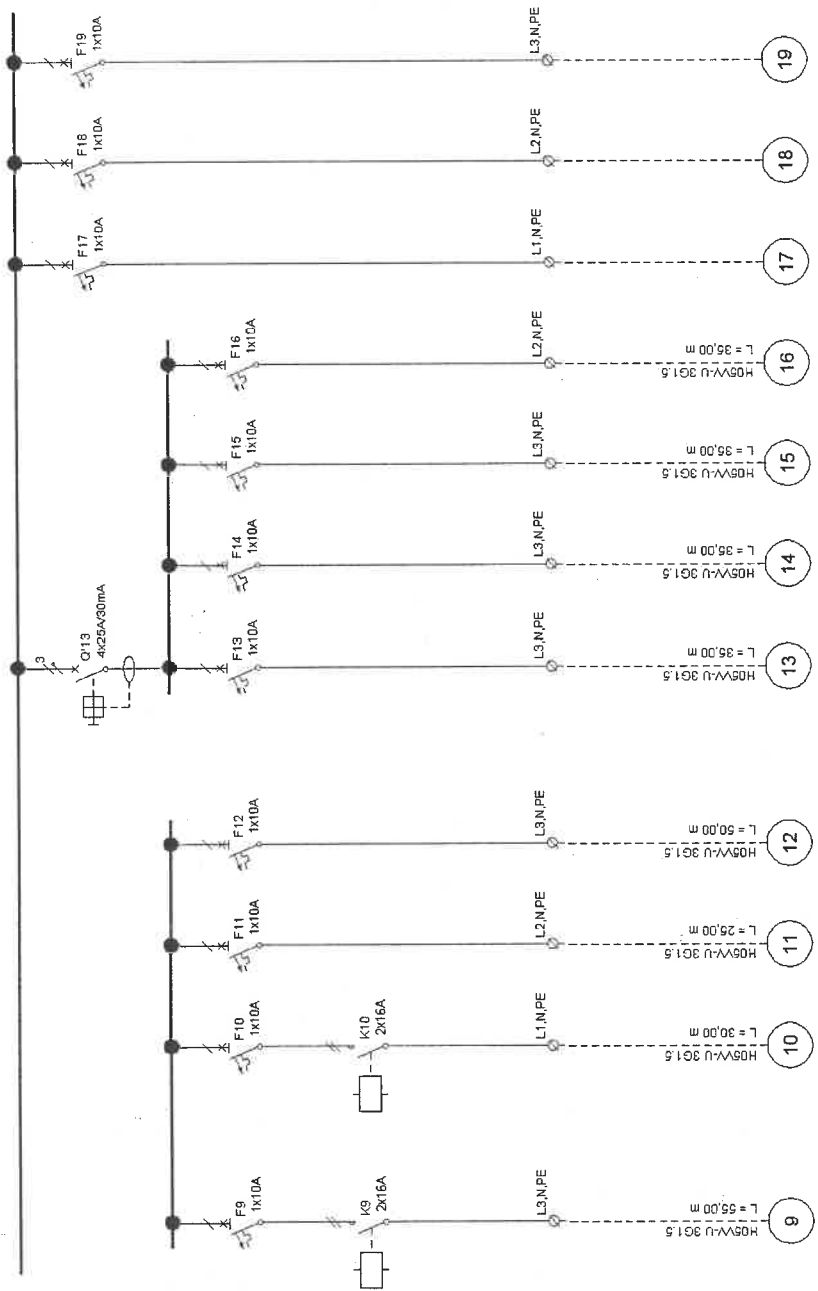 F19
1x10A
F18
1x10A
F17
1x10A
F16
1x10A
F15
1x10A
F14
1x10A
3
Q'13
4x25A/30mA
F13
1x10A
F12
1x10A
F11
1x10A
F10
1x10A
F9
1x10A
K10
2x16A
K9
2x16A
L3,N,PE
L2,N,PE
L1,N,PE
L2,N,PE
L3,N,PE
L3,N,PE
L3,N,PE
L3,N,PE
L2,N,PE
L1,N,PE
L3,N,PE
H05VV-U 3G1.5
L = 35,00 m
H05VV-U 3G1.5
L = 35,00 m
H05VV-U 3G1.5
L = 35,00 m
H05VV-U 3G1.5
L = 35,00 m
H05VV-U 3G1.5
L = 50,00 m
H05VV-U 3G1.5
L = 25,00 m
H05VV-U 3G1.5
L = 30,00 m
H05VV-U 3G1.5
L = 55,00 m
19
18
17
16
15
14
13
12
11
10
9